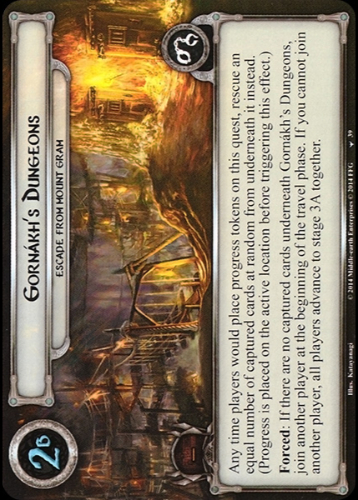 2B
Gornákh's Dungeons
Escape from Mount Gram
Any time players would place progress tokens on this quest, rescue an
equal number of captured cards at random from underneath it instead.
(Progress is placed on the active location before triggering this effect.)
Forced: If there are no captured cards underneath Gornákh's Dungeons,
join another player at the beginning of the travel phase. If you cannot join
another player, all players advance to stage 3A together.
Illus. Katayanagi
© 2014 Middle-earth Enterprises © 2014 FFG
39